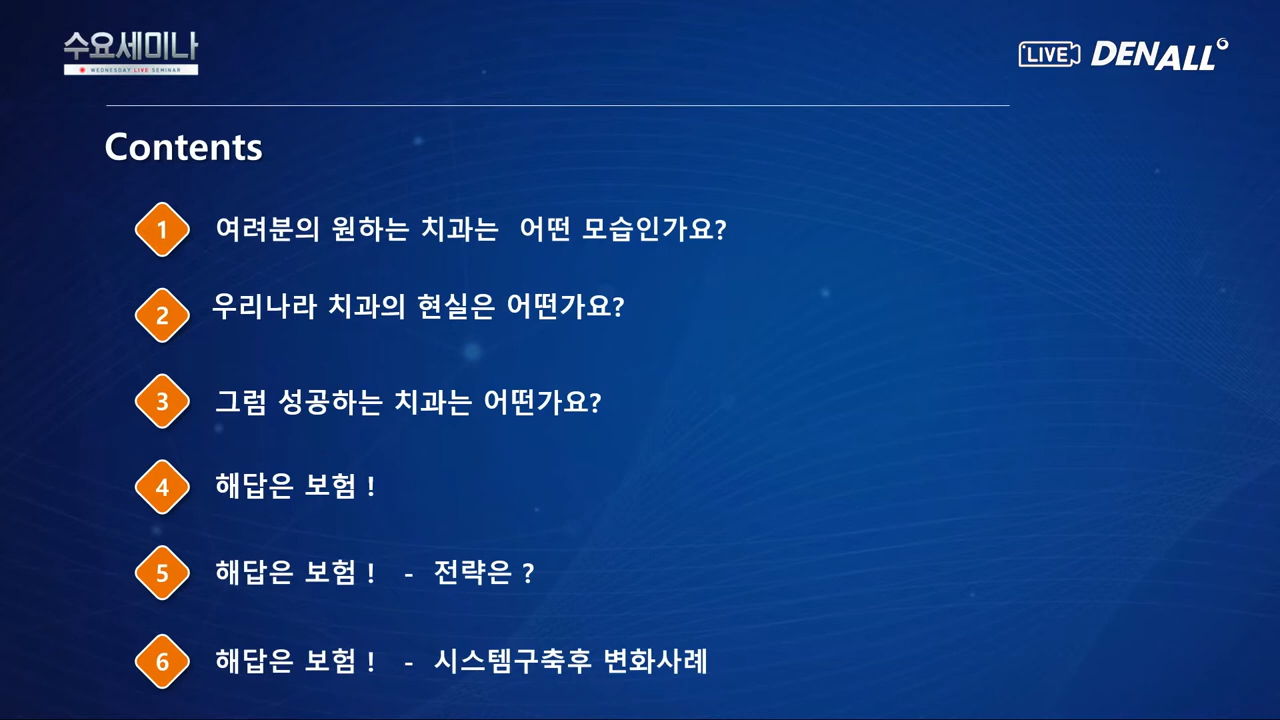 수요세미나
WEDNESDAY LIVE SEMINAR
LIVE DENALL
Contents
1 여려분의 원하는 치과는 어떤 모습인가요?
2 우리나라 치과의 현실은 어떤가요?
3 그럼 성공하는 치과는 어떤가요?
4 해답은 보험 !
5 해답은 보험 ! - 전략은 ?
6 해답은 보험 ! - 시스템구축후 변화사례